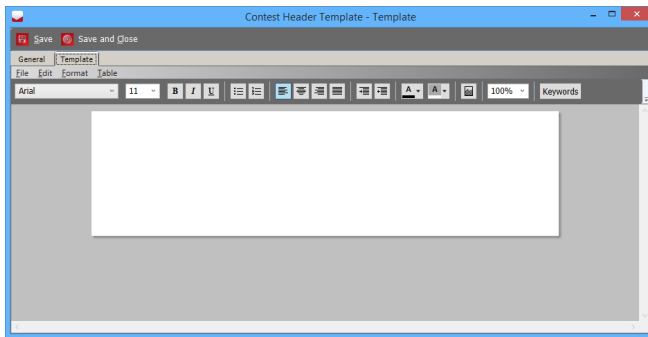 Contest Header Template - Template
Save Save and Close
General Template
File Edit Format Table
Arial 11 B I U A A 100% Keywords